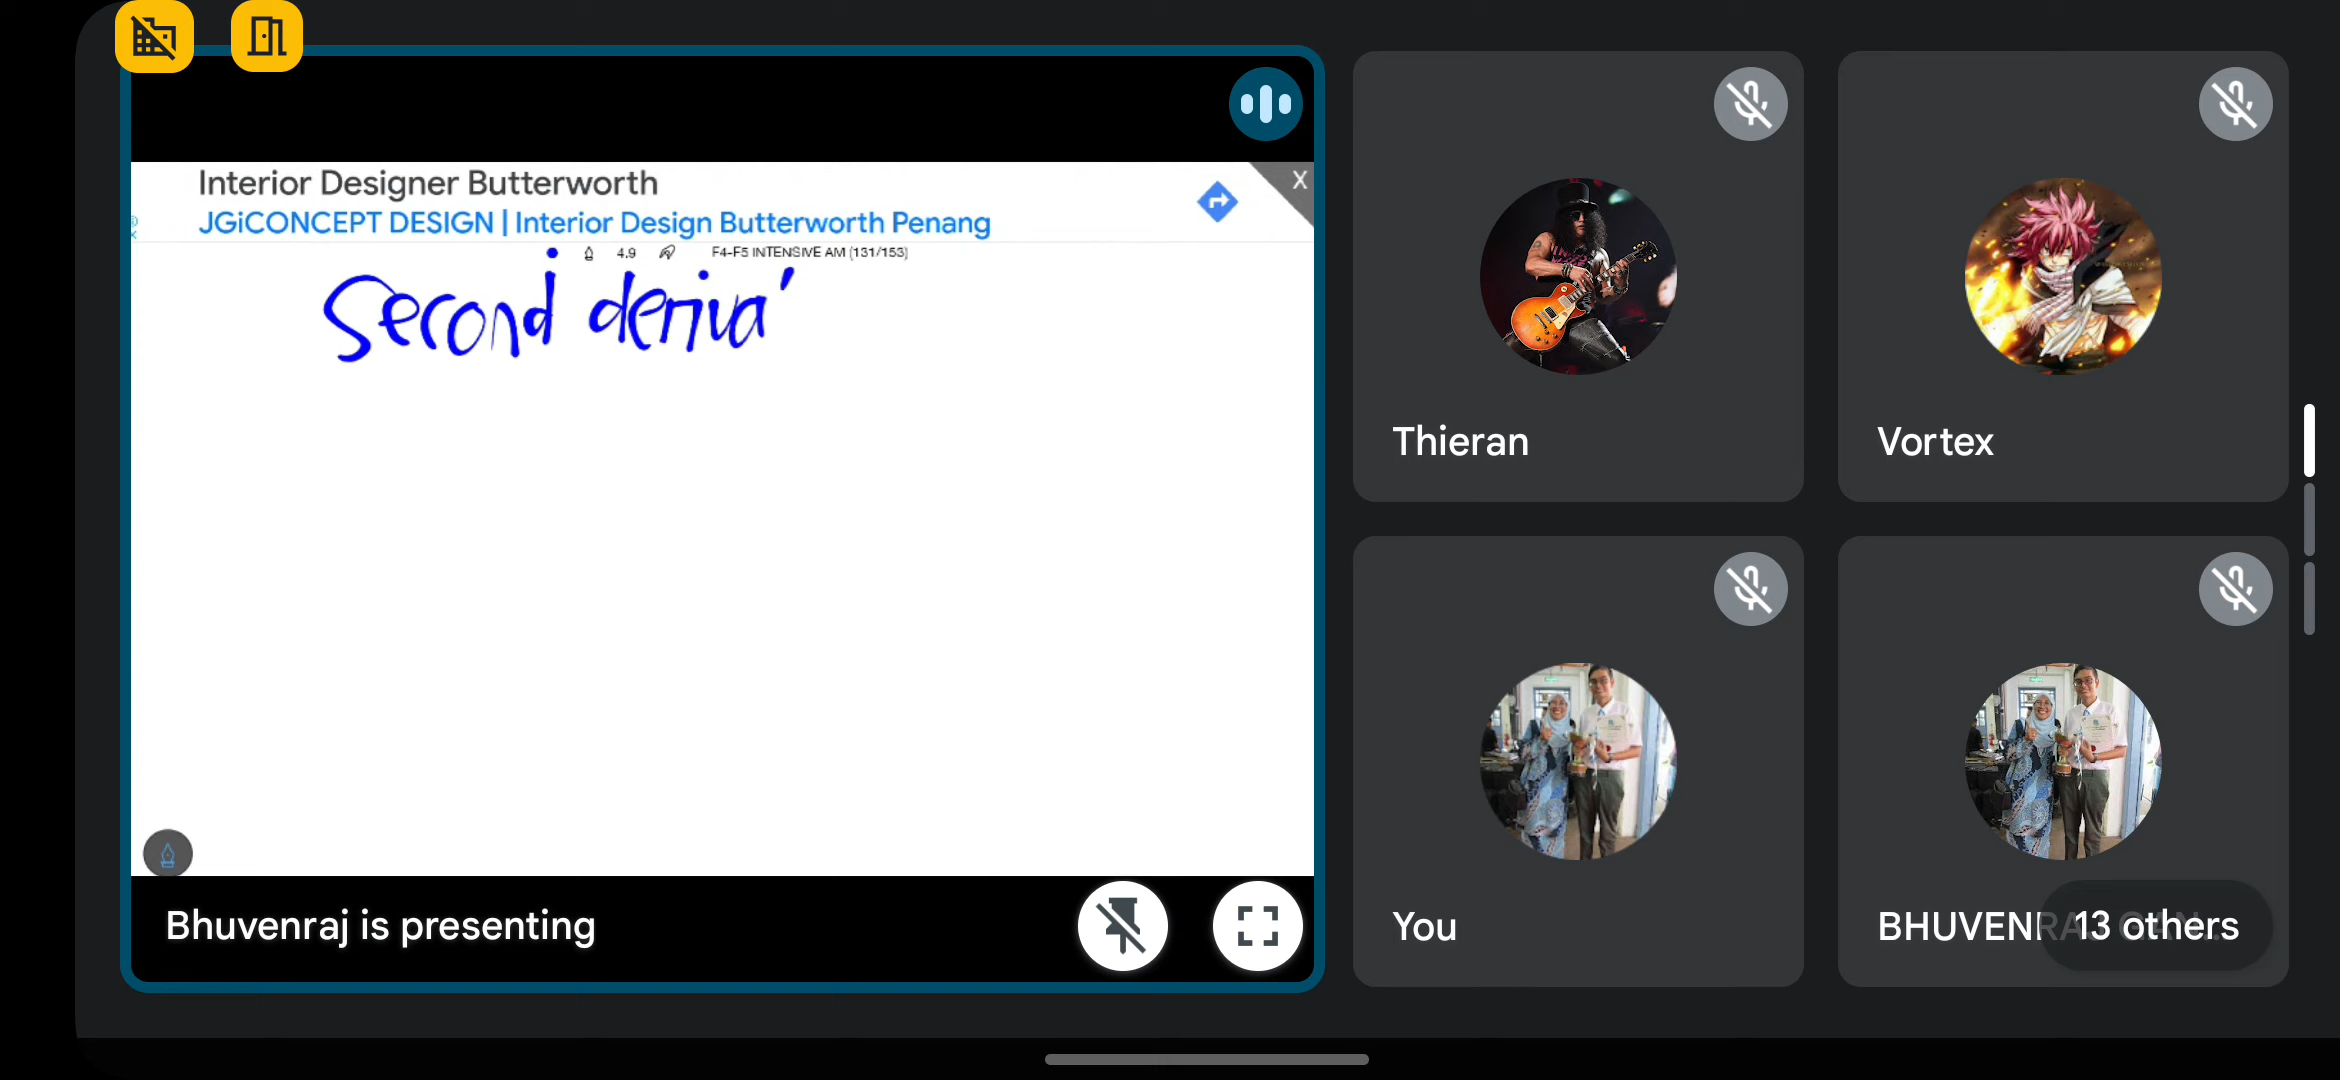 Interior Designer Butterworth
X
JGiCONCEPT DESIGN | Interior Design Butterworth Penang
4.9 F4-F5 INTENSIVE AM (131/153)
second deriva'
Bhuvenraj is presenting
Thieran
Vortex
You
BHUVENR
13 others